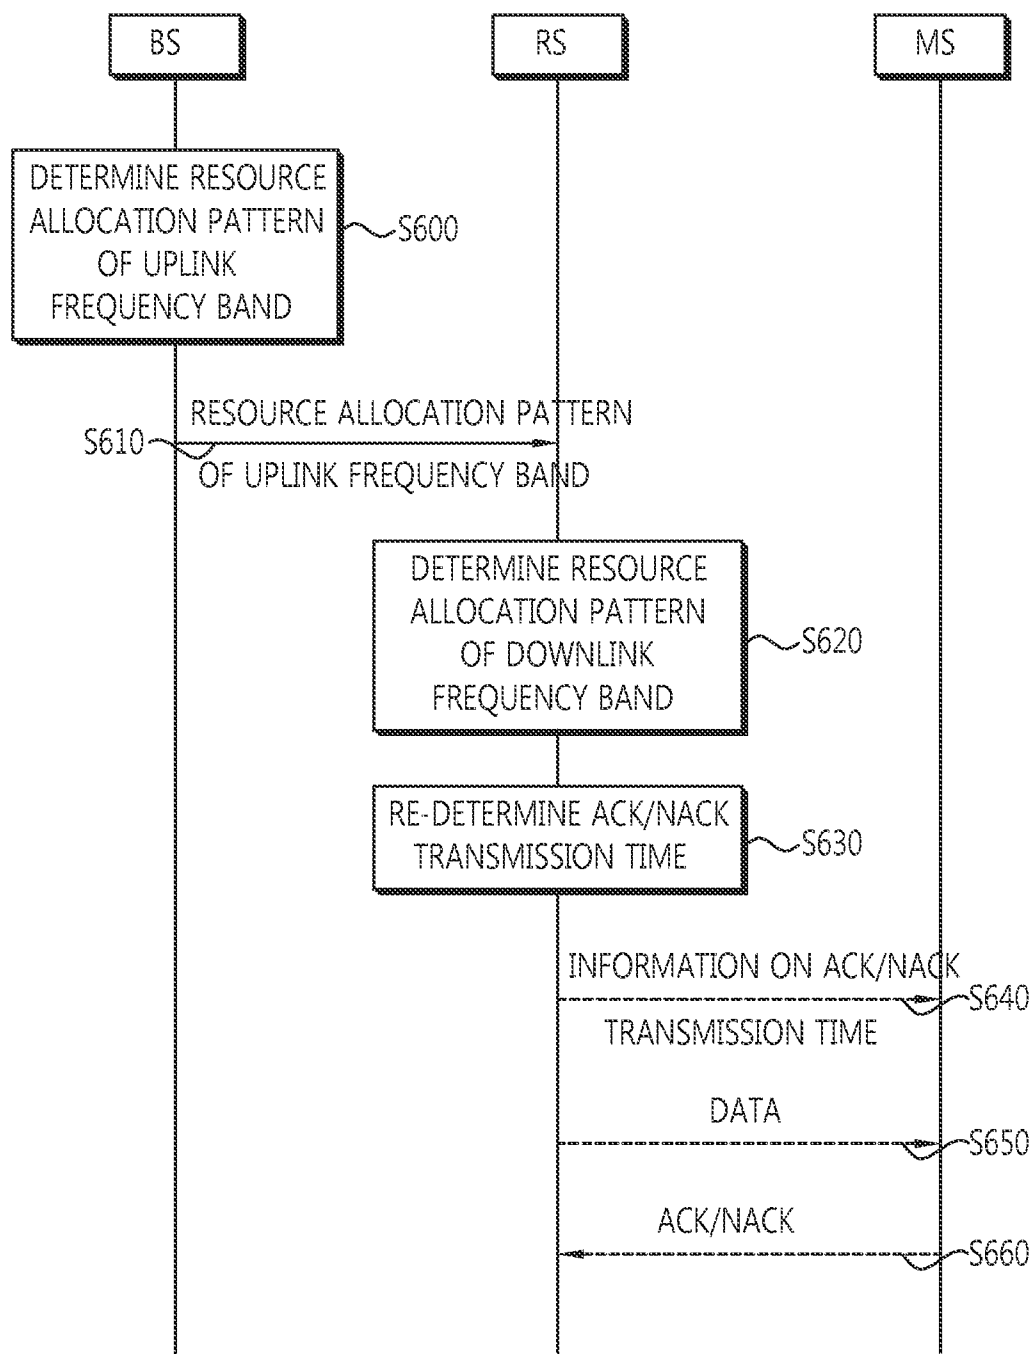 BS
RS
MS
DETERMINE RESOURCE
ALLOCATION PATTERN
OF UPLINK
FREQUENCY BAND
S600
RESOURCE ALLOCATION PATTERN
S610
OF UPLINK FREQUENCY BAND
DETERMINE RESOURCE
ALLOCATION PATTERN
OF DOWNLINK
FREQUENCY BAND
S620
RE-DETERMINE ACK/NACK
TRANSMISSION TIME
S630
INFORMATION ON ACK/NACK
S640
TRANSMISSION TIME
DATA
S650
ACK/NACK
S660